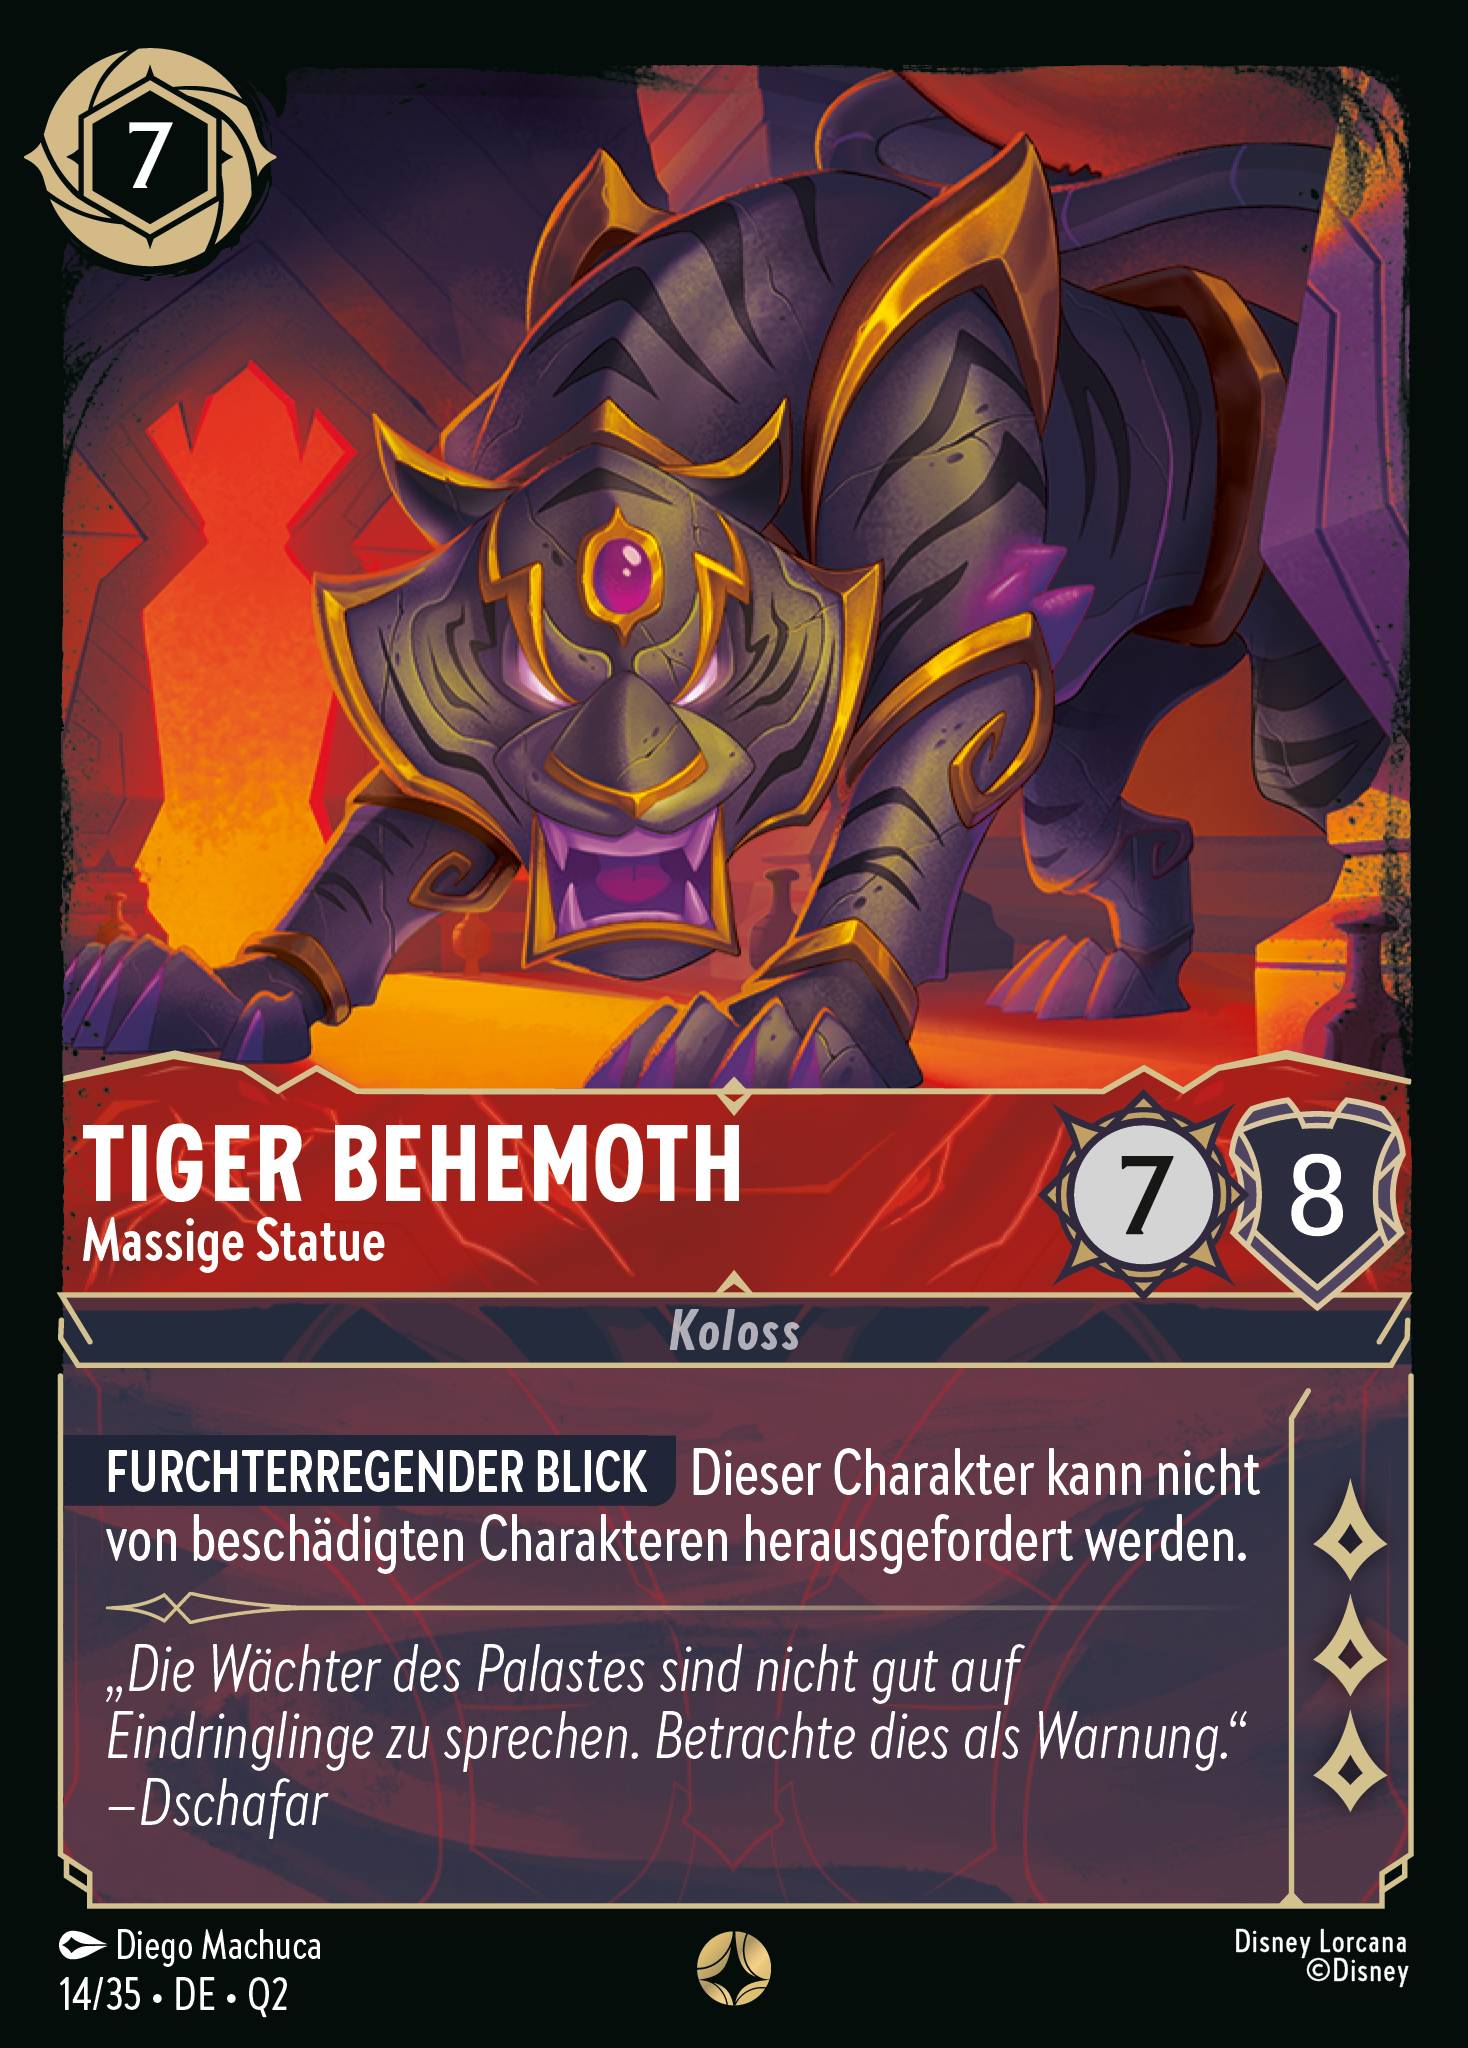 7
TIGER BEHEMOTH
Massige Statue
7
8
Koloss
FURCHTERREGENDER BLICK Dieser Charakter kann nicht
von beschädigten Charakteren herausgefordert werden.
„Die Wächter des Palastes sind nicht gut auf
Eindringlinge zu sprechen. Betrachte dies als Warnung.“
–Dschafar
Diego Machuca
14/35 • DE • Q2
Disney Lorcana
©Disney